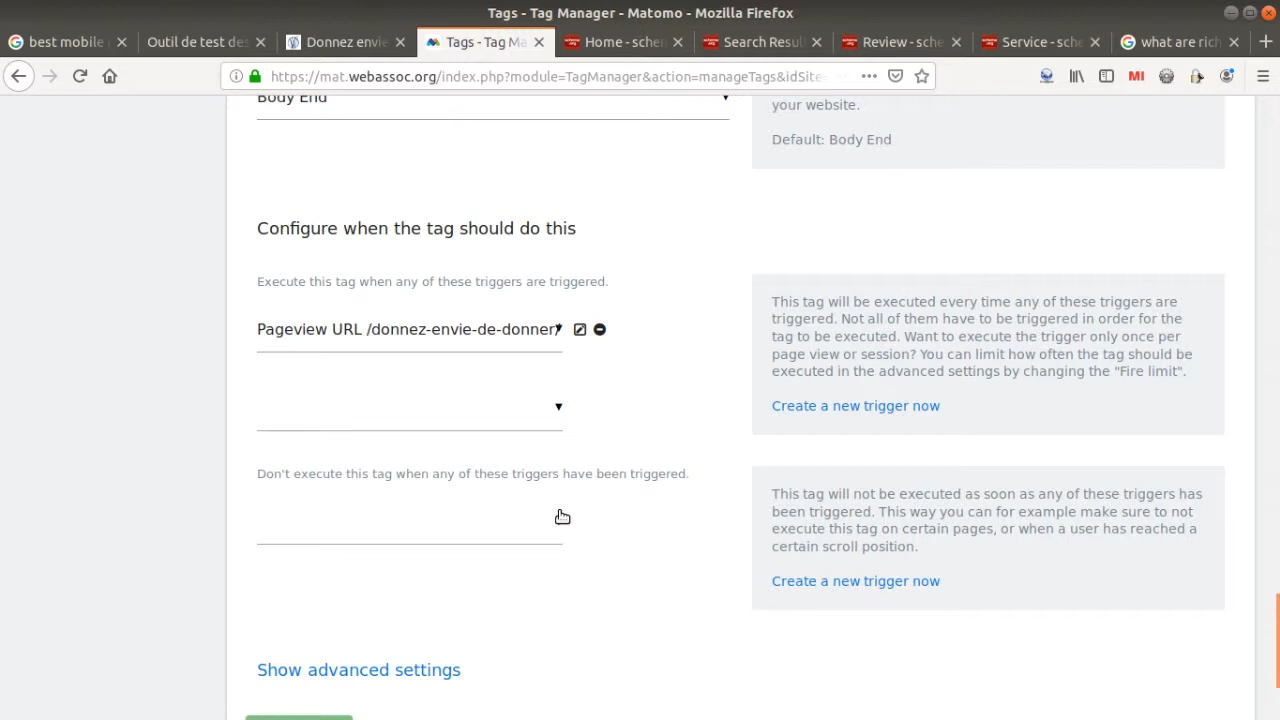 Tags - Tag Manager - Matomo - Mozilla Firefox
best mobile
Outil de test des
Donnez envie
Tags - Tag Ma
Home - schem
Search Resul
Review - sche
Service - sche
what are rich
https://mat.webassoc.org/index.php?module=TagManager&action=manageTags&idSite=
Body End
your website.
Default: Body End
Configure when the tag should do this
Execute this tag when any of these triggers are triggered.
Pageview URL /donnez-envie-de-donner/
This tag will be executed every time any of these triggers are
triggered. Not all of them have to be triggered in order for the
tag to be executed. Want to execute the trigger only once per
page view or session? You can limit how often the tag should be
executed in the advanced settings by changing the "Fire limit".
Create a new trigger now
Don't execute this tag when any of these triggers have been triggered.
This tag will not be executed as soon as any of these triggers has
been triggered. This way you can for example make sure to not
execute this tag on certain pages, or when a user has reached a
certain scroll position.
Create a new trigger now
Show advanced settings